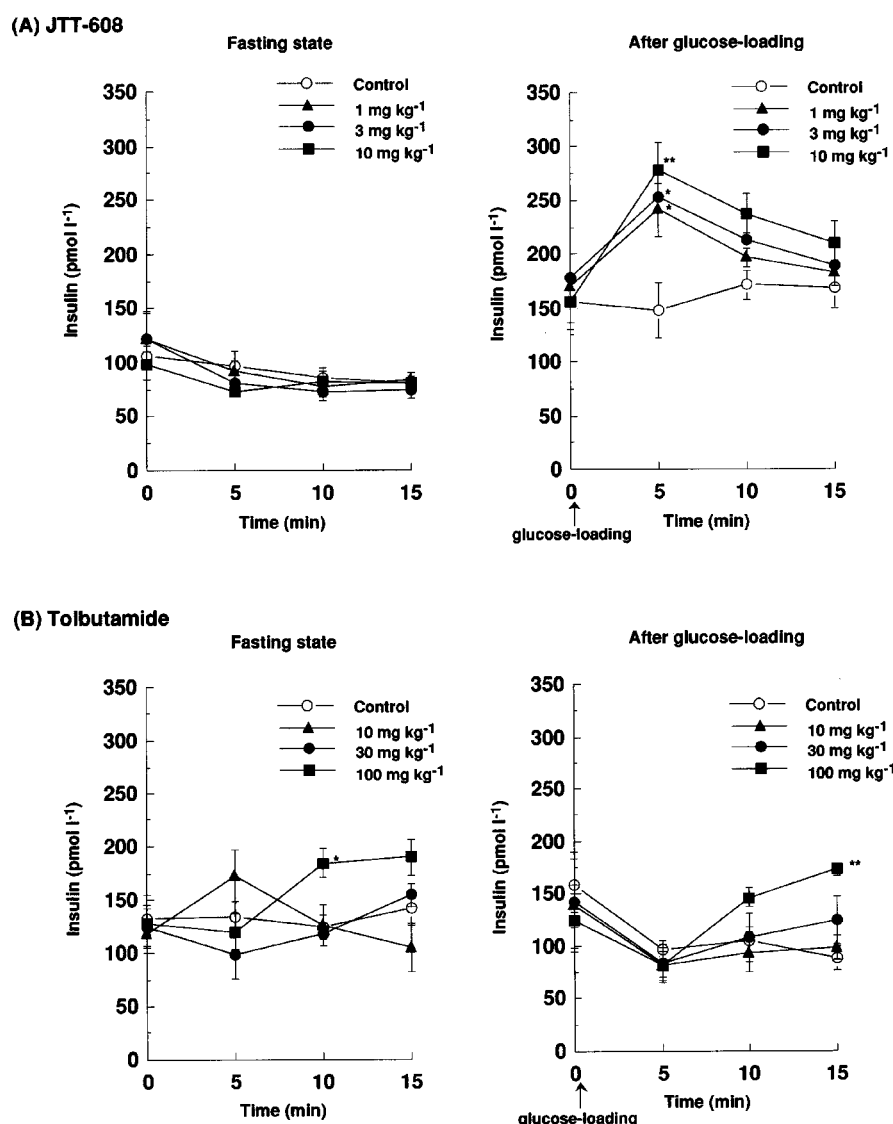 (A) JTT-608
Fasting state
350
300
250
200
150
100
50
0
Insulin (pmol l-1)
Control
1 mg kg-1
3 mg kg-1
10 mg kg-1
0 5 10 15
Time (min)
After glucose-loading
350
300
250
200
150
100
50
0
Insulin (pmol l-1)
Control
1 mg kg-1
3 mg kg-1
10 mg kg-1
**
*
*
0 5 10 15
Time (min)
glucose-loading
(B) Tolbutamide
Fasting state
350
300
250
200
150
100
50
0
Insulin (pmol l-1)
Control
10 mg kg-1
30 mg kg-1
100 mg kg-1
*
0 5 10 15
Time (min)
After glucose-loading
350
300
250
200
150
100
50
0
Insulin (pmol l-1)
Control
10 mg kg-1
30 mg kg-1
100 mg kg-1
**
0 5 10 15
Time (min)
glucose-loading